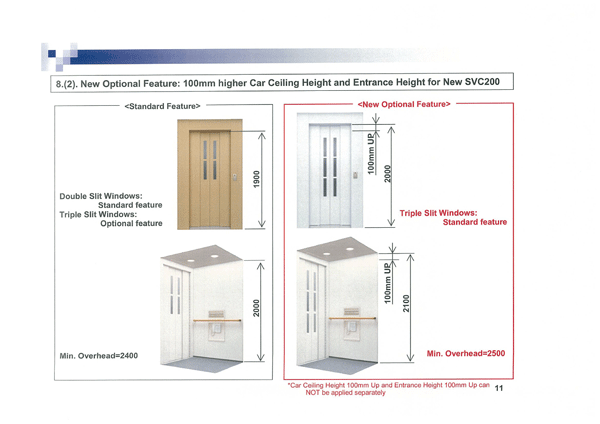 8.(2). New Optional Feature: 100mm higher Car Ceiling Height and Entrance Height for New SVC200
<Standard Feature>
1900
Double Slit Windows:
Standard feature
Triple Slit Windows:
Optional feature
2000
Min. Overhead=2400
<New Optional Feature>
100mm UP
2000
Triple Slit Windows:
Standard feature
100mm UP
2100
Min. Overhead=2500
*Car Ceiling Height 100mm Up and Entrance Height 100mm Up can
NOT be applied separately
11